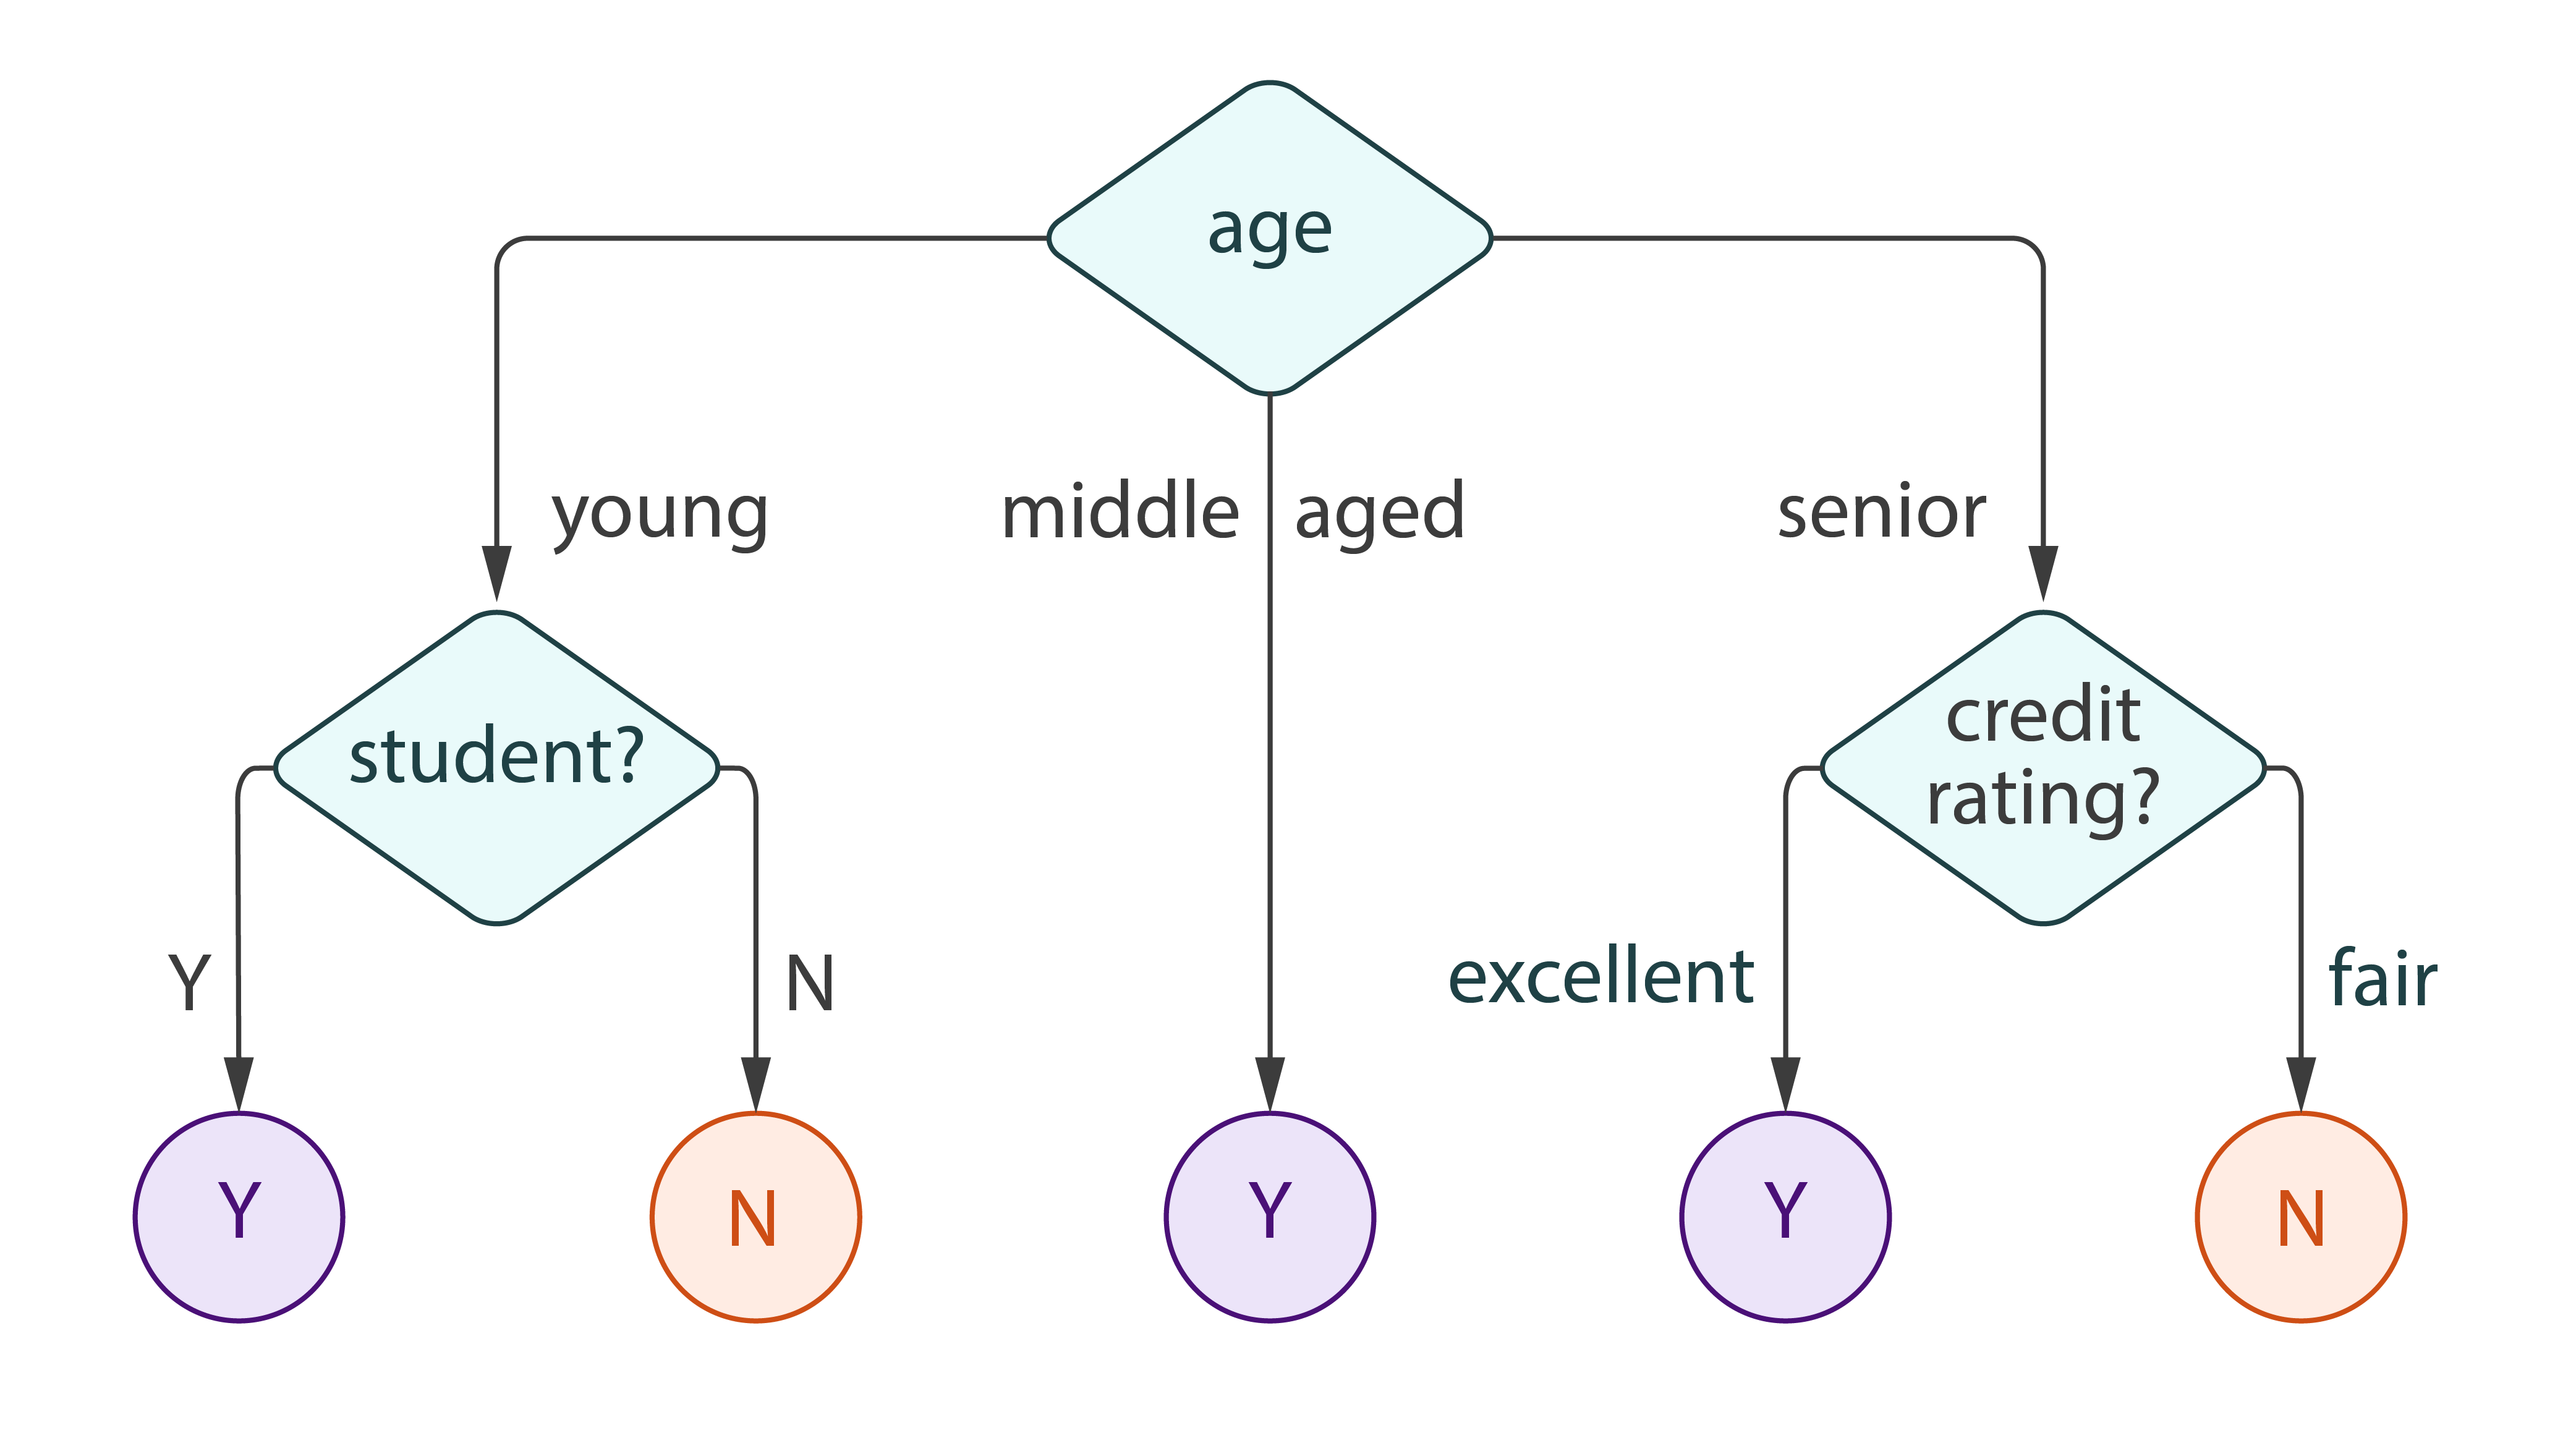 age
young
middle aged
senior
student?
credit
rating?
Y
N
excellent
fair
Y
N
Y
Y
N